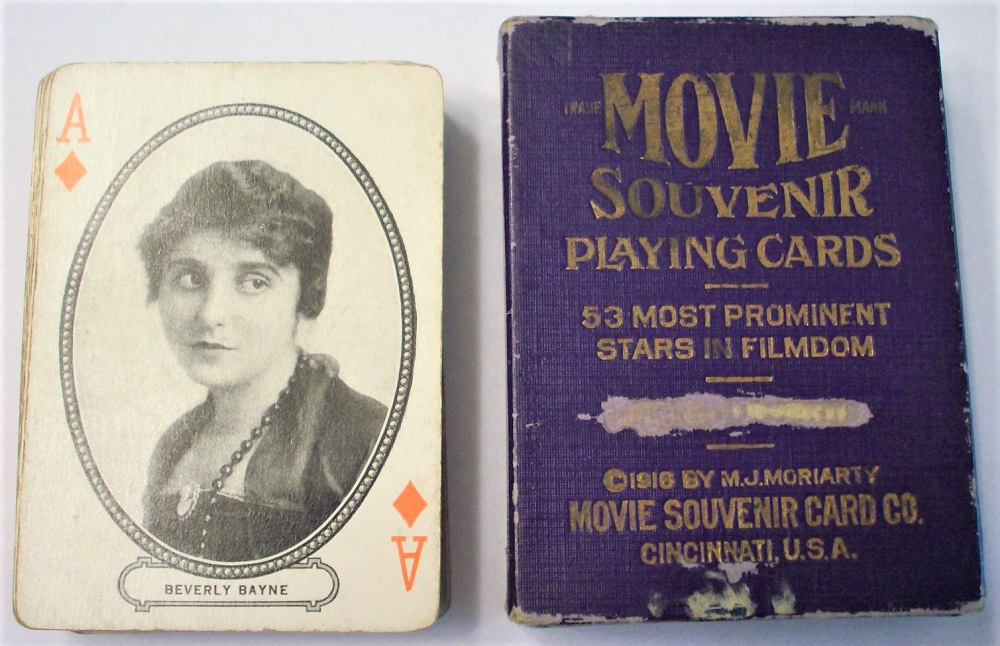 A
BEVERLY BAYNE
A
TRADE MOVIE MARK
SOUVENIR
PLAYING CARDS
53 MOST PROMINENT
STARS IN FILMDOM
©1916 BY M.J.MORIARTY
MOVIE SOUVENIR CARD CO.
CINCINNATI, U.S.A.